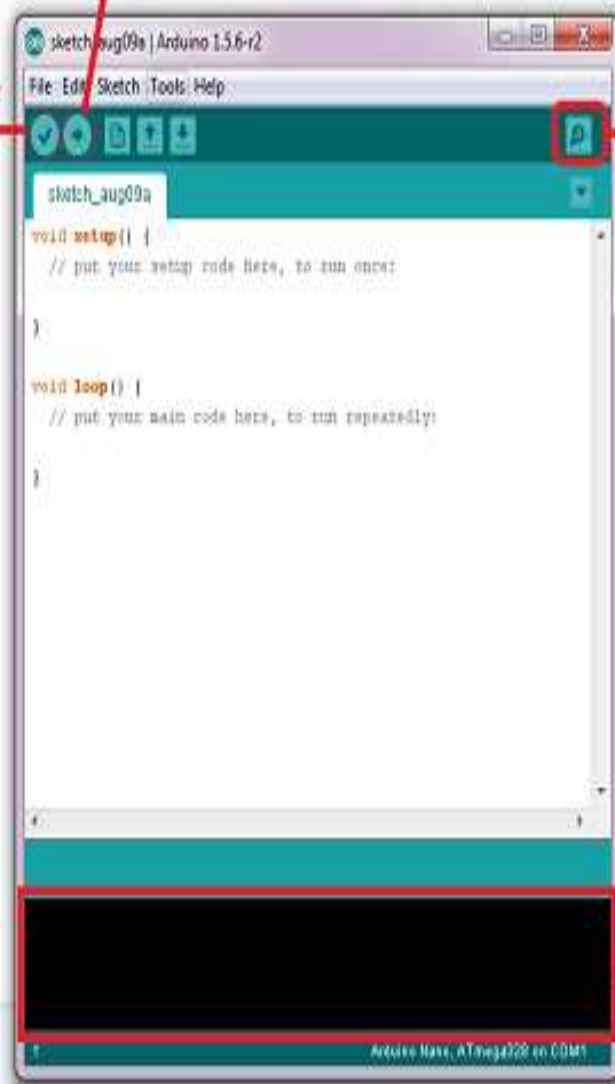 sketch_aug09a | Arduino 1.5.6-r2
File Edit Sketch Tools Help
sketch_aug09a
void setup() {
// put your setup code here, to run once:
}
void loop() {
// put your main code here, to run repeatedly:
}
1
Arduino Nano, ATmega328 on COM1